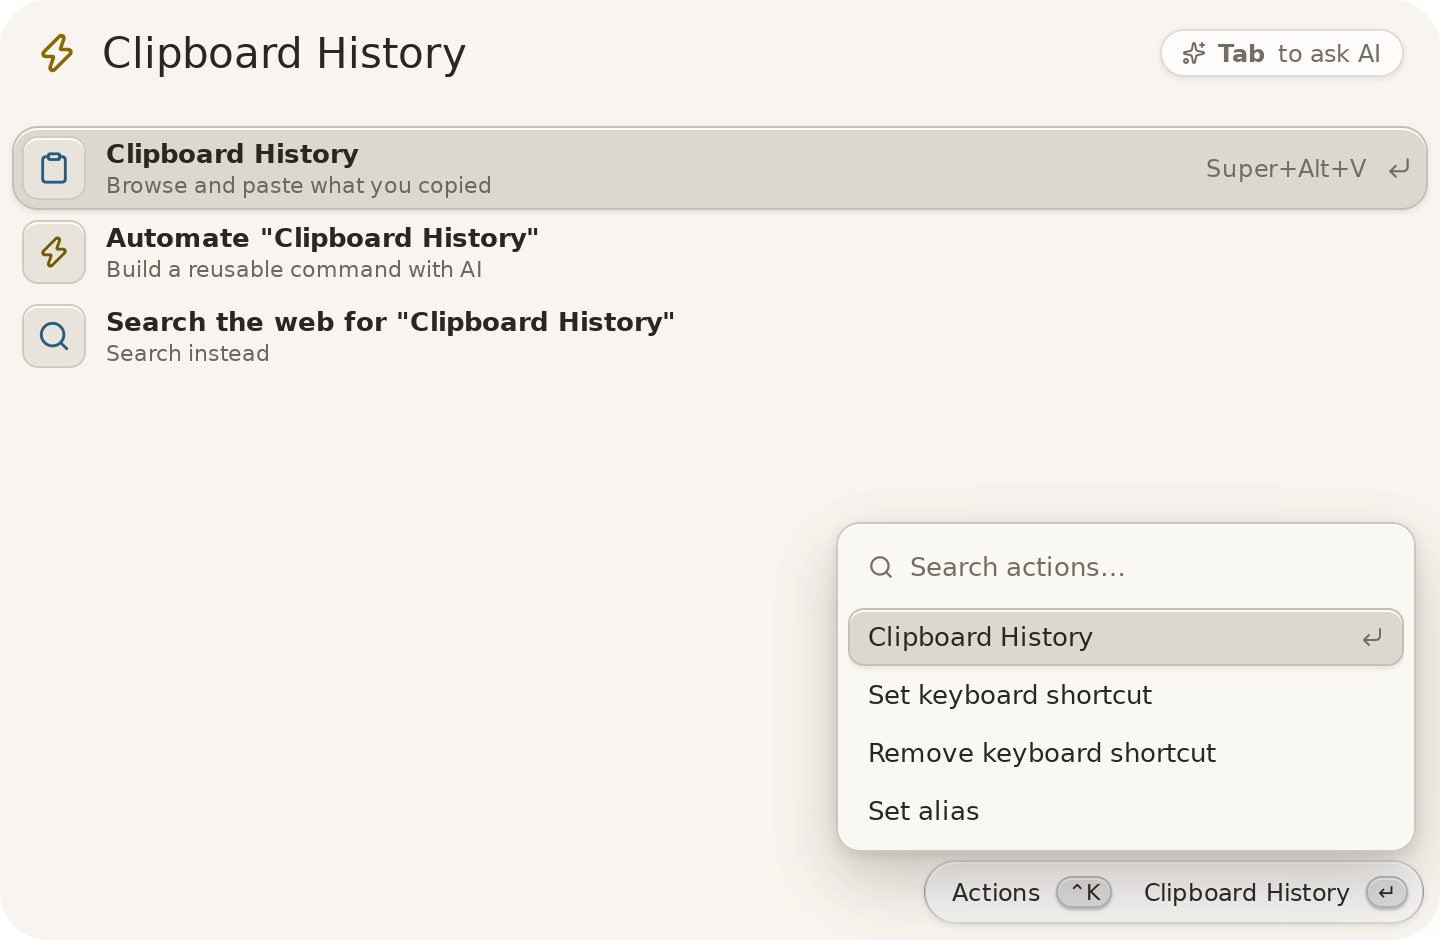 Clipboard History
Tab to ask AI
Clipboard History
Browse and paste what you copied
Super+Alt+V
Automate "Clipboard History"
Build a reusable command with AI
Search the web for "Clipboard History"
Search instead
Search actions...
Clipboard History
Set keyboard shortcut
Remove keyboard shortcut
Set alias
Actions ^K Clipboard History